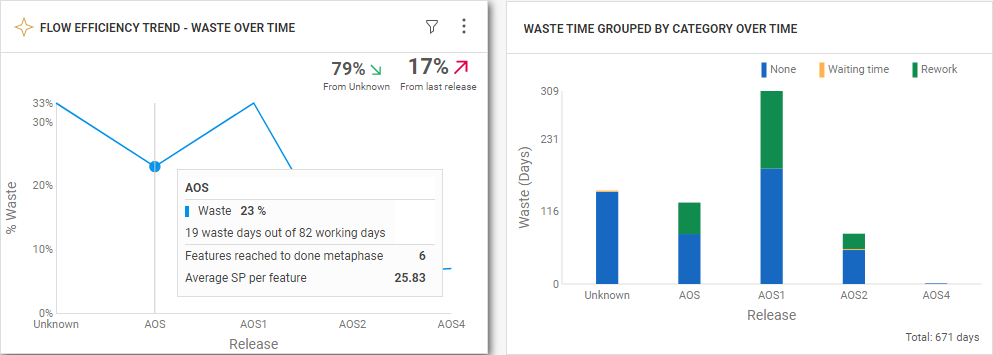 FLOW EFFICIENCY TREND - WASTE OVER TIME
79%
From Unknown
17%
From last release
33%
30%
20%
10%
0%
% Waste
AOS
Waste 23 %
19 waste days out of 82 working days
Features reached to done metaphase 6
Average SP per feature 25.83
Unknown AOS AOS1 AOS2 AOS4
Release
WASTE TIME GROUPED BY CATEGORY OVER TIME
None Waiting time Rework
309
231
116
0
Waste (Days)
Unknown AOS AOS1 AOS2 AOS4
Release
Total: 671 days